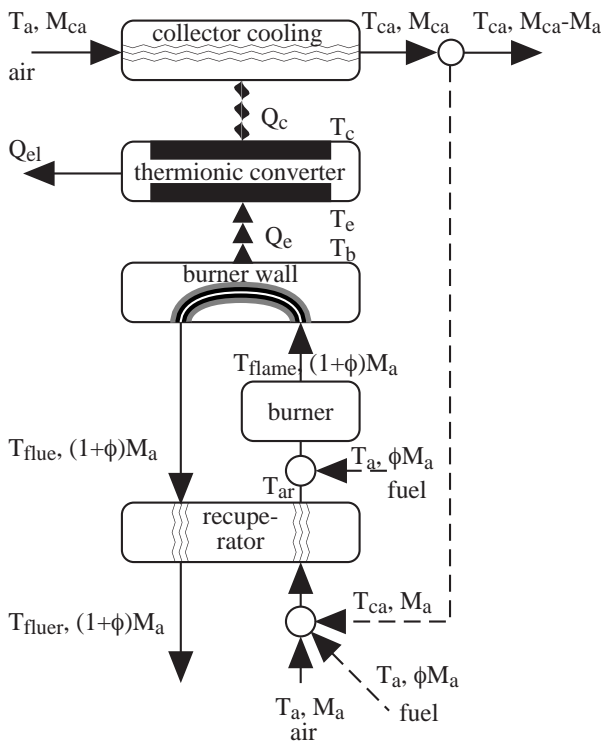 Ta, Mca
air
collector cooling
Tca, Mca
Tca, Mca-Ma
Qc
Tc
Qel
thermionic converter
Te
Qe
Tb
burner wall
Tflame, (1+ϕ)Ma
burner
Tflue, (1+ϕ)Ma
Ta, ϕMa
fuel
Tar
recupe-
rator
Tfluer, (1+ϕ)Ma
Tca, Ma
Ta, ϕMa
fuel
Ta, Ma
air